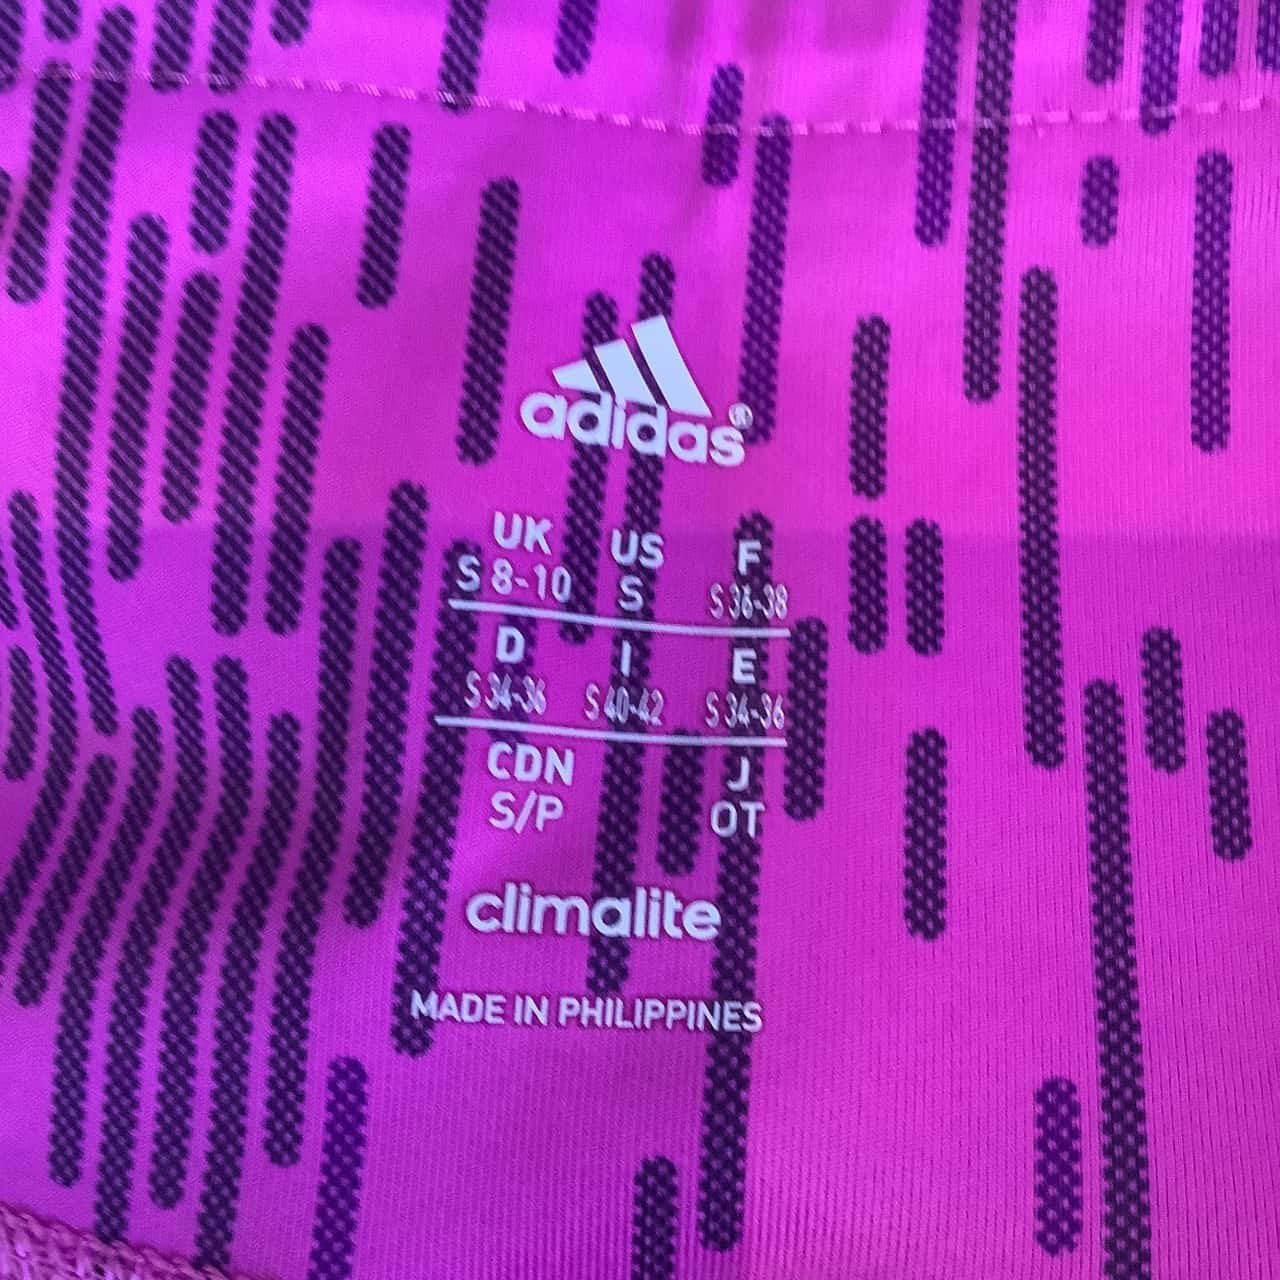 adidas®
UK US F
S 8-10 S S 36-38
D I E
S 34-36 S 40-42 S 34-36
CDN J
S/P OT
climalite
MADE IN PHILIPPINES